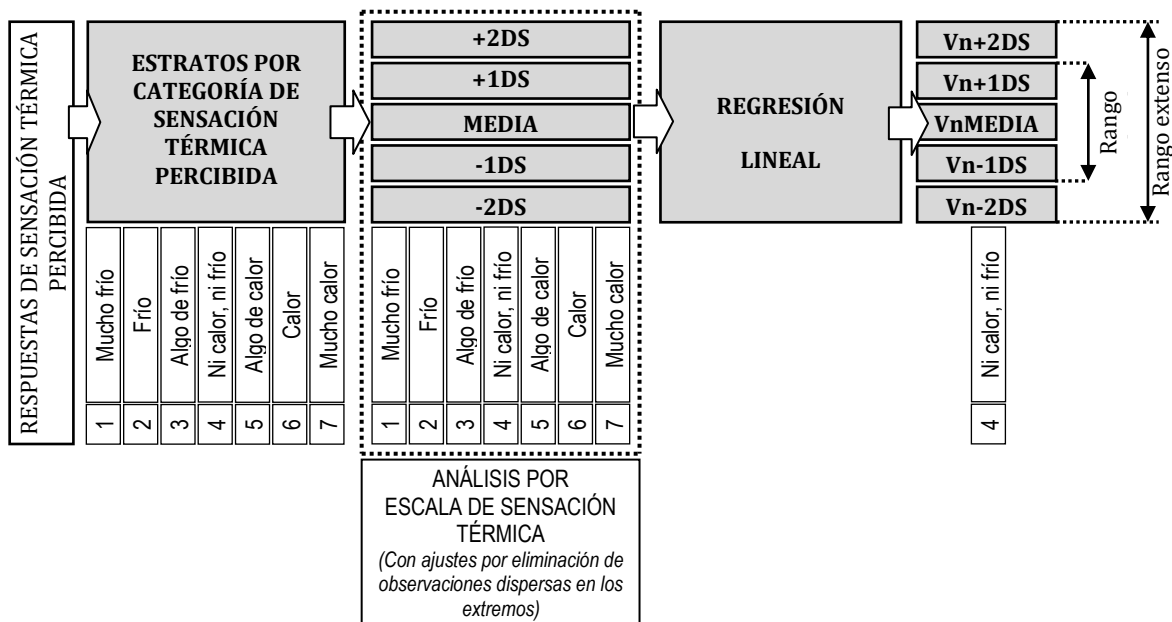 RESPUESTAS DE SENSACIÓN TÉRMICA
PERCIBIDA
ESTRATOS POR
CATEGORÍA DE
SENSACIÓN
TÉRMICA
PERCIBIDA
Mucho frío
Frío
Algo de frío
Ni calor, ni frío
Algo de calor
Calor
Mucho calor
1
2
3
4
5
6
7
+2DS
+1DS
MEDIA
-1DS
-2DS
Mucho frío
Frío
Algo de frío
Ni calor, ni frío
Algo de calor
Calor
Mucho calor
1
2
3
4
5
6
7
ANÁLISIS POR
ESCALA DE SENSACIÓN
TÉRMICA
(Con ajustes por eliminación de
observaciones dispersas en los
extremos)
REGRESIÓN
LINEAL
Vn+2DS
Vn+1DS
VnMEDIA
Vn-1DS
Vn-2DS
Rango
Rango extenso
Ni calor, ni frío
4